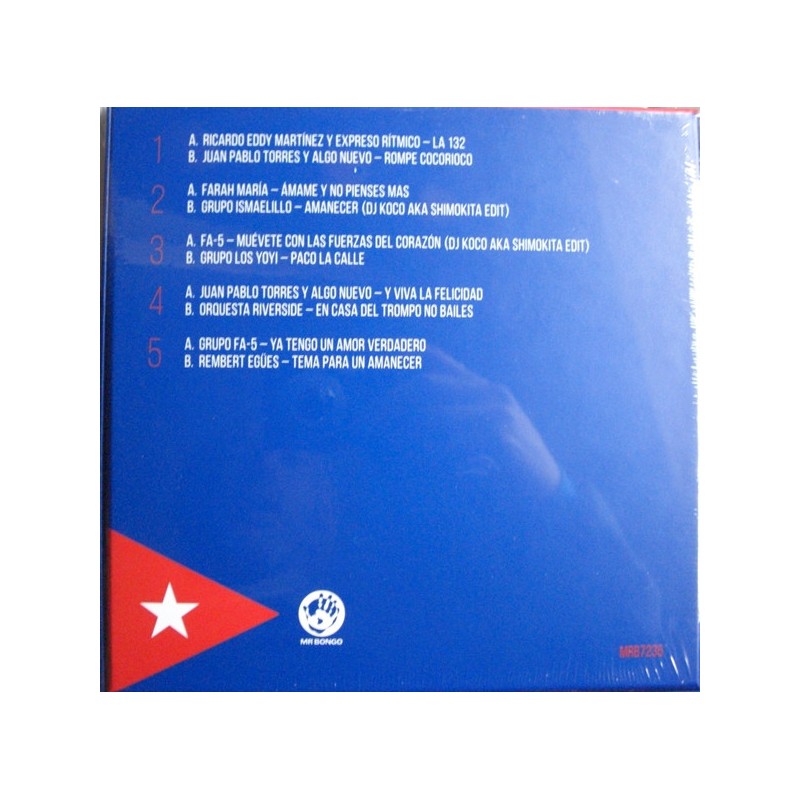 1 A. RICARDO EDDY MARTÍNEZ Y EXPRESO RÍTMICO – LA 132
B. JUAN PABLO TORRES Y ALGO NUEVO – ROMPE COCORIOCO
2 A. FARAH MARÍA – ÁMAME Y NO PIENSES MAS
B. GRUPO ISMAELILLO – AMANECER (DJ KOCO AKA SHIMOKITA EDIT)
3 A. FA-5 – MUÉVETE CON LAS FUERZAS DEL CORAZÓN (DJ KOCO AKA SHIMOKITA EDIT)
B. GRUPO LOS YOYI – PACO LA CALLE
4 A. JUAN PABLO TORRES Y ALGO NUEVO – Y VIVA LA FELICIDAD
B. ORQUESTA RIVERSIDE – EN CASA DEL TROMPO NO BAILES
5 A. GRUPO FA-5 – YA TENGO UN AMOR VERDADERO
B. REMBERT EGÜES – TEMA PARA UN AMANECER
MR BONGO
MRB7235